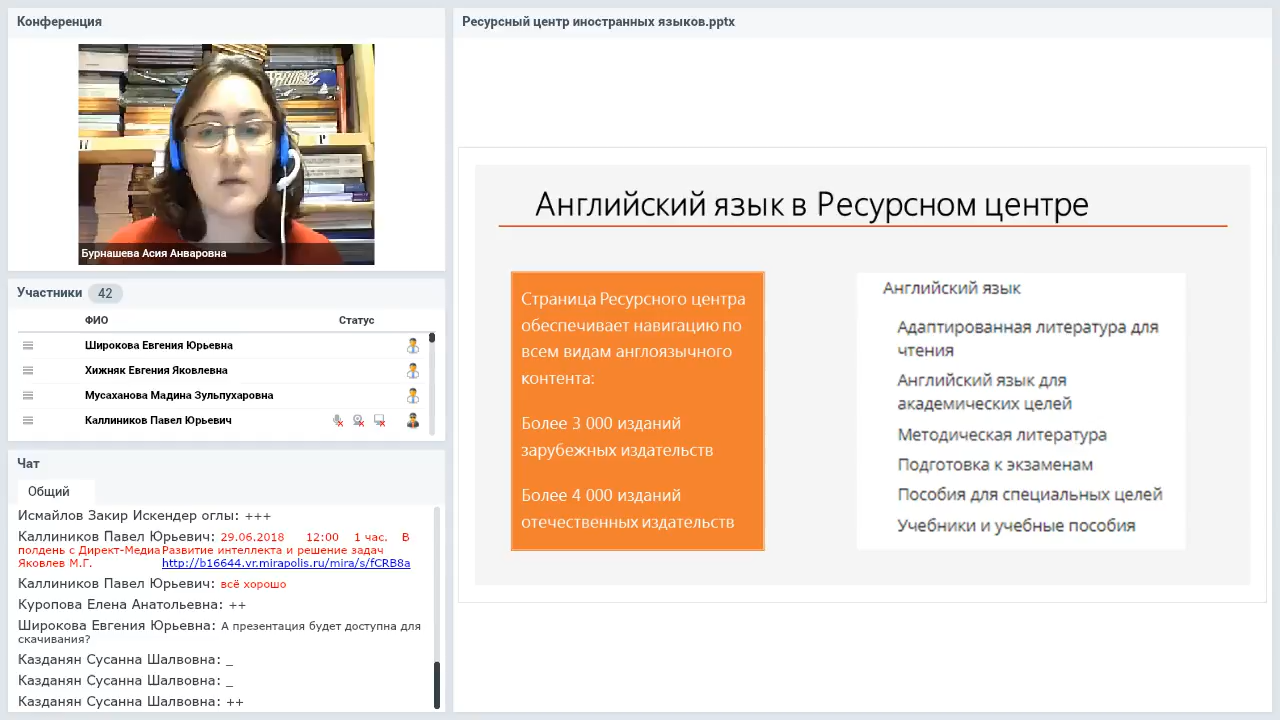 Конференция
Бурнашева Асия Анваровна
Участники 42
ФИО Статус
Широкова Евгения Юрьевна
Хижняк Евгения Яковлевна
Мусаханова Мадина Зульпухаровна
Каллиников Павел Юрьевич
Чат
Общий
Исмайлов Закир Искендер оглы: +++
Каллиников Павел Юрьевич: 29.06.2018 12:00 1 час. В
полдень с Директ-Медиа Развитие интеллекта и решение задач
Яковлев М.Г. http://b16644.vr.mirapolis.ru/mira/s/fCRB8a
Каллиников Павел Юрьевич: всё хорошо
Куропова Елена Анатольевна: ++
Широкова Евгения Юрьевна: А презентация будет доступна для
скачивания?
Казданян Сусанна Шалвовна: _
Казданян Сусанна Шалвовна: _
Казданян Сусанна Шалвовна: ++
Ресурсный центр иностранных языков.pptx
Английский язык в Ресурсном центре
Страница Ресурсного центра
обеспечивает навигацию по
всем видам англоязычного
контента:
Более 3 000 изданий
зарубежных издательств
Более 4 000 изданий
отечественных издательств
Английский язык
Адаптированная литература для
чтения
Английский язык для
академических целей
Методическая литература
Подготовка к экзаменам
Пособия для специальных целей
Учебники и учебные пособия